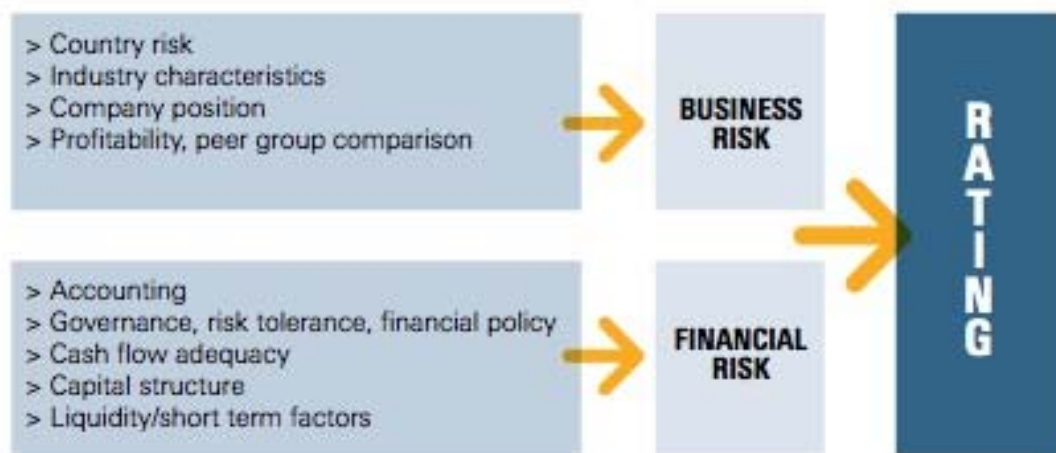 > Country risk
> Industry characteristics
> Company position
> Profitability, peer group comparison
BUSINESS
RISK
> Accounting
> Governance, risk tolerance, financial policy
> Cash flow adequacy
> Capital structure
> Liquidity/short term factors
FINANCIAL
RISK
RATING